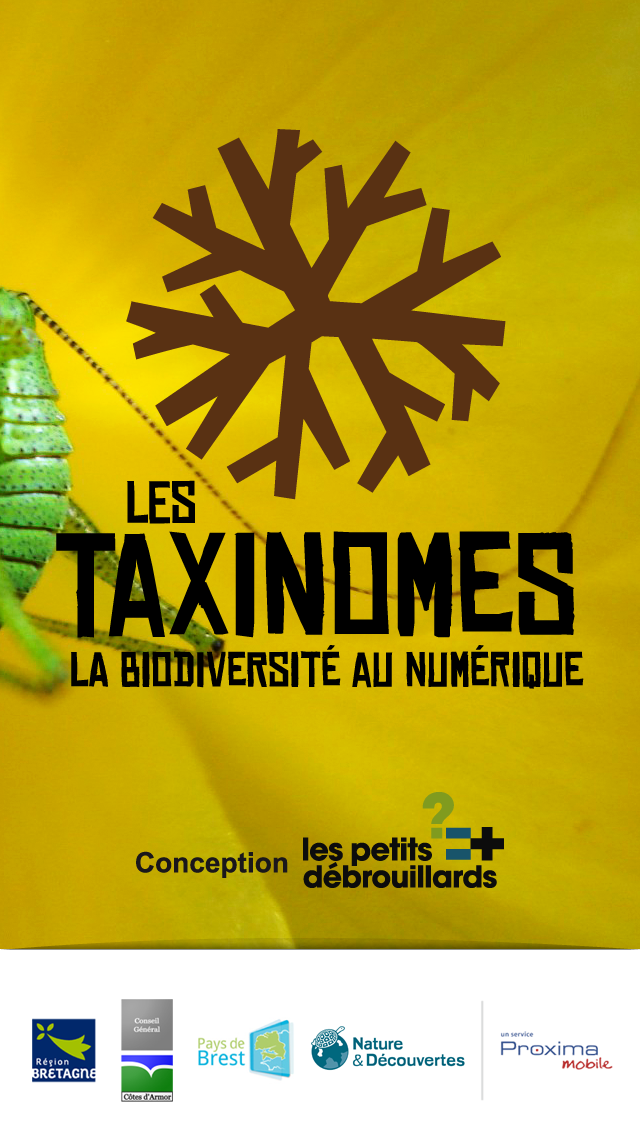 LES
TAXINOMES
LA BIODIVERSITÉ AU NUMÉRIQUE
Conception
les petits
débrouillards
Région
BRETAGNE
Conseil
Général
Côtes d'Armor
Pays de
Brest
Nature
& Découvertes
un service
Proxima
mobile